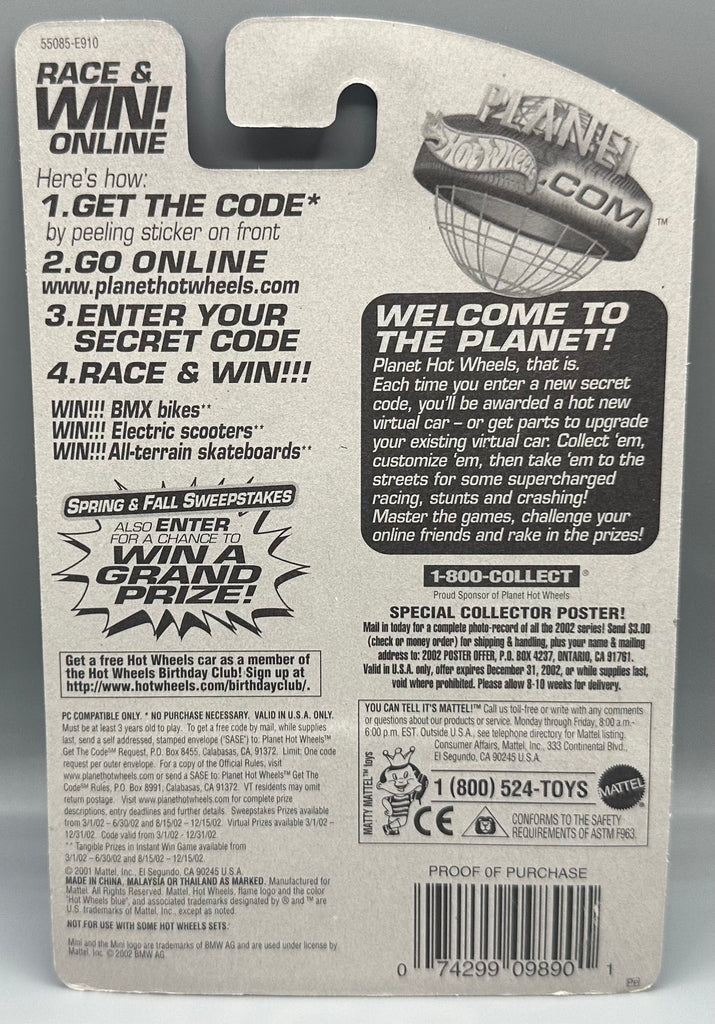 55085-E910
RACE &
WIN!
ONLINE
Here's how:
1.GET THE CODE*
by peeling sticker on front
2.GO ONLINE
www.planethotwheels.com
3.ENTER YOUR
SECRET CODE
4.RACE & WIN!!!
WIN!!! BMX bikes**
WIN!!! Electric scooters**
WIN!!! All-terrain skateboards**
SPRING & FALL SWEEPSTAKES
ALSO ENTER
FOR A CHANCE TO
WIN A
GRAND
PRIZE!
Get a free Hot Wheels car as a member of
the Hot Wheels Birthday Club! Sign up at
http://www.hotwheels.com/birthdayclub/.
PC COMPATIBLE ONLY. * NO PURCHASE NECESSARY. VALID IN U.S.A. ONLY.
Must be at least 3 years old to play. To get a free code by mail, while supplies
last, send a self addressed, stamped envelope ("SASE") to: Planet Hot Wheels℠
Get The Code℠ Request, P.O. Box 8455, Calabasas, CA, 91372. Limit: One code
request per outer envelope. For a copy of the Official Rules, visit
www.planethotwheels.com or send a SASE to: Planet Hot Wheels℠ Get The
Code℠ Rules, P.O. Box 8991, Calabasas, CA 91372. VT residents may omit
return postage. Visit www.planethotwheels.com for complete prize
descriptions, entry deadlines and further details. Sweepstakes Prizes available
from 3/1/02 – 6/30/02 and 8/15/02 – 12/15/02. Virtual Prizes available 3/1/02 –
12/31/02. Code valid from 3/1/02 - 12/31/02.
** Tangible Prizes in Instant Win Game available from
3/1/02 – 6/30/02 and 8/15/02 – 12/15/02.
© 2001 Mattel, Inc., El Segundo, CA 90245 U.S.A.
MADE IN CHINA, MALAYSIA OR THAILAND AS MARKED. Manufactured for
Mattel. All Rights Reserved. Mattel, Hot Wheels, flame logo and the color
"Hot Wheels blue", and associated trademarks designated by ® and ™ are
U.S. trademarks of Mattel, Inc., except as noted.
NOT FOR USE WITH SOME HOT WHEELS SETS.
Mini and the Mini logo are trademarks of BMW AG and are used under license by
Mattel, Inc. © 2002 BMW AG
PLANET
Hot Wheels
.COM
™
WELCOME TO
THE PLANET!
Planet Hot Wheels, that is.
Each time you enter a new secret
code, you'll be awarded a hot new
virtual car – or get parts to upgrade
your existing virtual car. Collect 'em,
customize 'em, then take 'em to the
streets for some supercharged
racing, stunts and crashing!
Master the games, challenge your
online friends and rake in the prizes!
1-800-COLLECT ®
Proud Sponsor of Planet Hot Wheels
SPECIAL COLLECTOR POSTER!
Mail in today for a complete photo-record of all the 2002 series! Send $3.00
(check or money order) for shipping & handling, plus your name & mailing
address to: 2002 POSTER OFFER, P.O. BOX 4237, ONTARIO, CA 91761.
Valid in U.S.A. only, offer expires December 31, 2002, or while supplies last,
void where prohibited. Please allow 8-10 weeks for delivery.
YOU CAN TELL IT'S MATTEL!™ Call us toll-free or write with any comments
or questions about our products or service. Monday through Friday, 8:00 a.m.-
6:00 p.m. EST. Outside U.S.A., see telephone directory for Mattel listing.
Consumer Affairs, Mattel, Inc., 333 Continental Blvd.,
El Segundo, CA 90245 U.S.A.
MATTY MATTEL™ toys
1 (800) 524-TOYS
MATTEL
CE
CONFORMS TO THE SAFETY
REQUIREMENTS OF ASTM F963.
PROOF OF PURCHASE
0 74299 09890 1